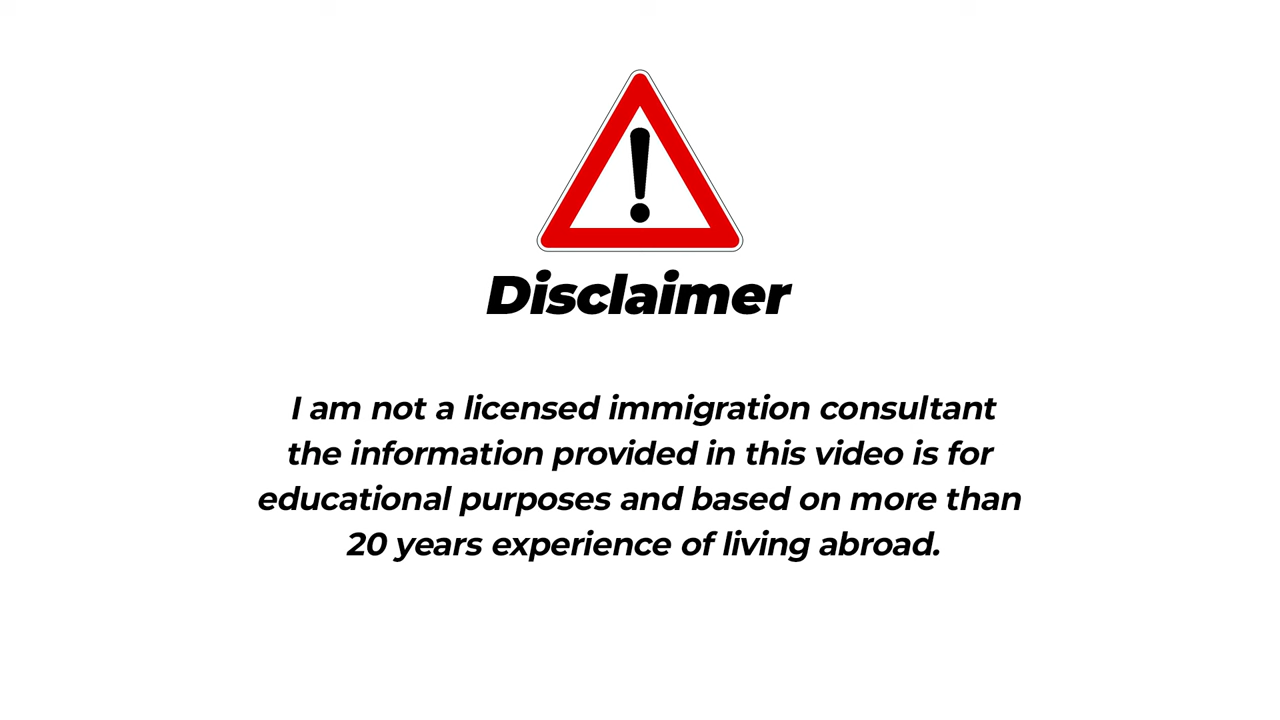 Disclaimer
I am not a licensed immigration consultant
the information provided in this video is for
educational purposes and based on more than
20 years experience of living abroad.